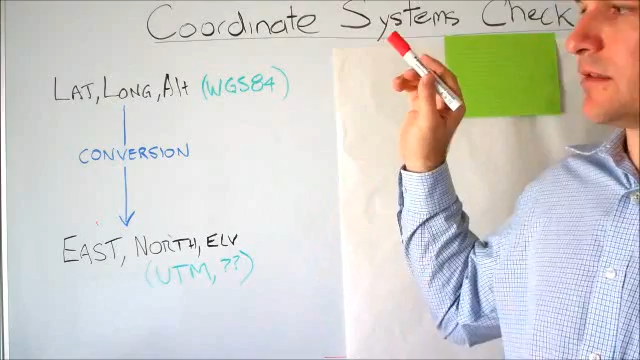 Coordinate Systems Check
LAT, LONG, Alt (WGS84)
CONVERSION
EAST, NORTH, ELV
(UTM, ??)